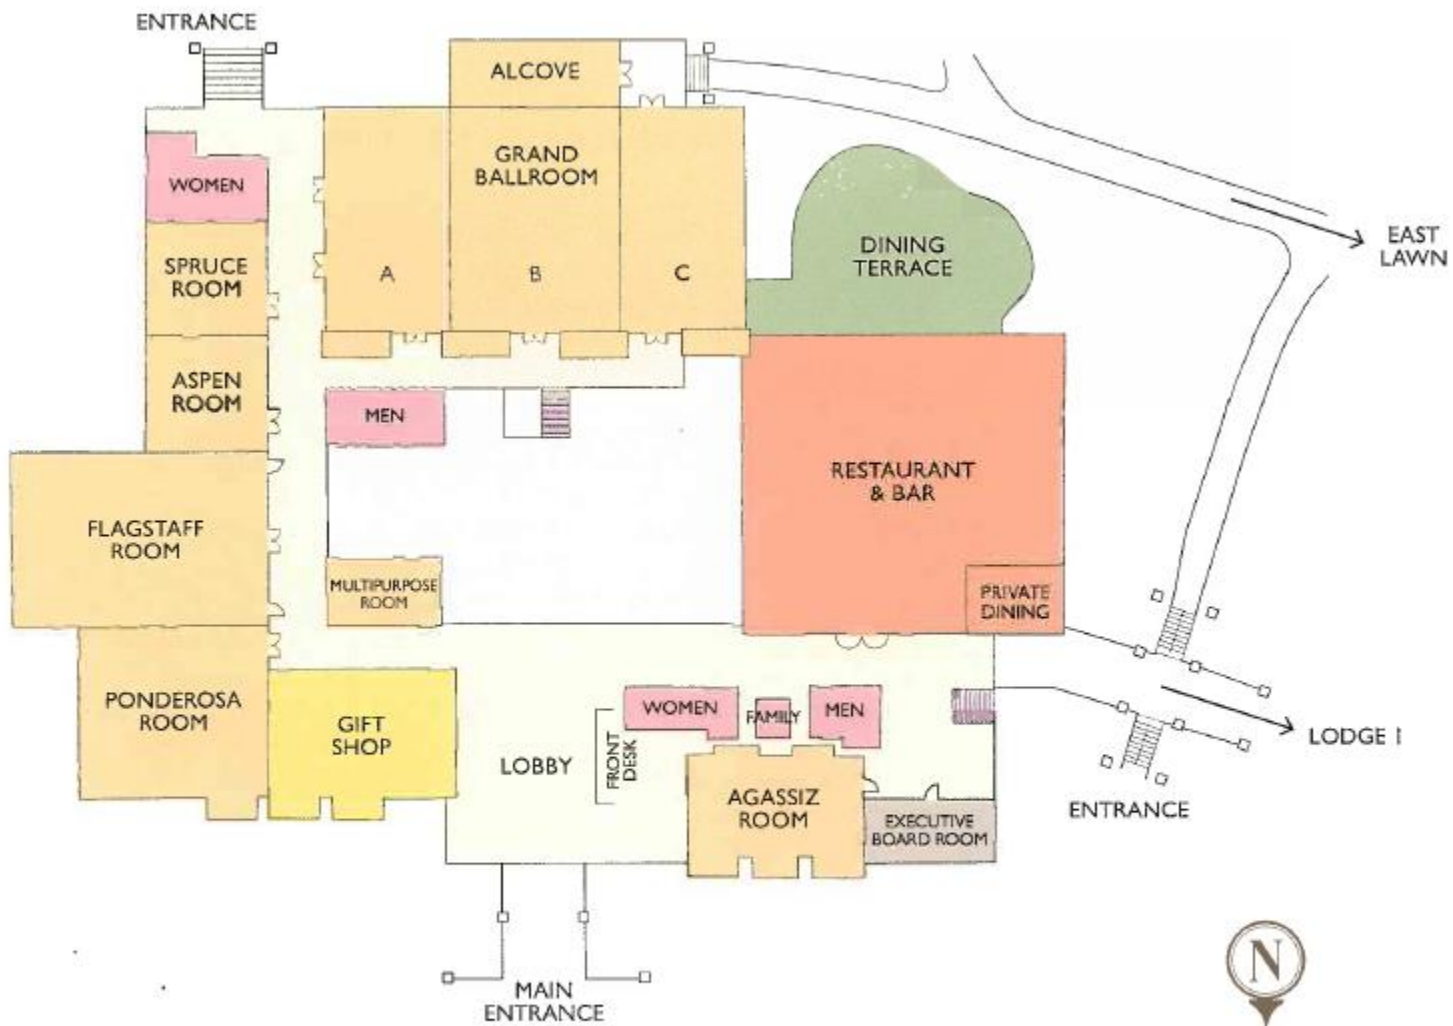 ENTRANCE
ALCOVE
GRAND
BALLROOM
WOMEN
SPRUCE
ROOM
A
B
C
DINING
TERRACE
EAST
LAWN
ASPEN
ROOM
MEN
RESTAURANT
& BAR
FLAGSTAFF
ROOM
MULTIPURPOSE
ROOM
PRIVATE
DINING
PONDEROSA
ROOM
GIFT
SHOP
LOBBY
FRONT
DESK
WOMEN
FAMILY
MEN
LODGE I
AGASSIZ
ROOM
EXECUTIVE
BOARD ROOM
ENTRANCE
MAIN
ENTRANCE
N